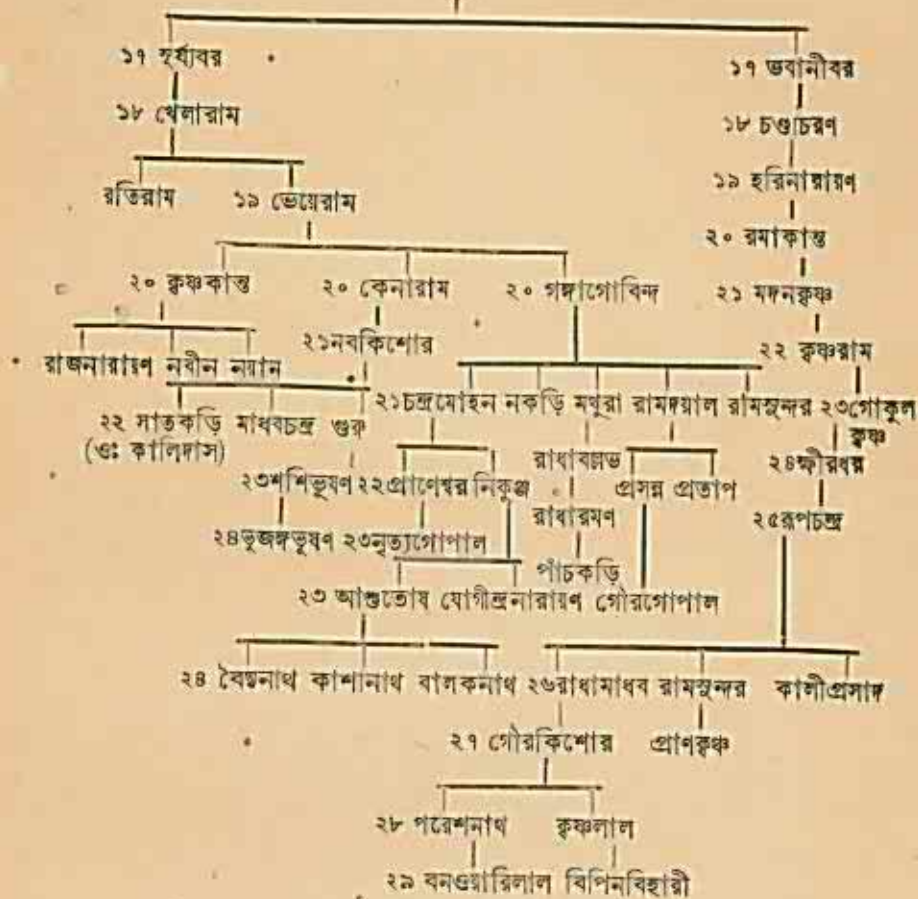 ১৭ সূর্য্যবর ১৭ ভবানীবর
১৮ খেলারাম ১৮ চণ্ডীচরণ
রতিরাম ১৯ ভেয়েরাম ১৯ হরিনারায়ণ
২০ রমাকান্ত
২০ কৃষ্ণকান্ত ২০ কেনারাম ২০ গঙ্গাগোবিন্দ ২১ মদনকৃষ্ণ
রাজনারায়ণ নবীন নয়ান ২১নবকিশোর ২২ কৃষ্ণরাম
২২ সাতকড়ি মাধবচন্দ্র গুরু ২১চন্দ্রমোহন নকড়ি মথুরা রামদয়াল রামসুন্দর ২৩গোকুল
(ওঃ কালিদাস) কৃষ্ণ
২৩শশিভূষণ ২২প্রাণেশ্বর নিকুঞ্জ রাধাবল্লভ প্রসন্ন প্রতাপ ২৪ক্ষীরধর
২৪ভুজঙ্গভূষণ ২৩নৃত্যগোপাল রাধারমণ ২৫রূপচন্দ্র
পাঁচকড়ি
২৩ আশুতোষ যোগীন্দ্রনারায়ণ গৌরগোপাল
২৪ বৈদ্যনাথ কাশীনাথ বালকনাথ ২৬রাধামাধব রামসুন্দর কালীপ্রসাদ
২৭ গৌরকিশোর প্রাণকৃষ্ণ
২৮ পরেশনাথ কৃষ্ণলাল
২৯ বনওয়ারিলাল বিপিনবিহারী